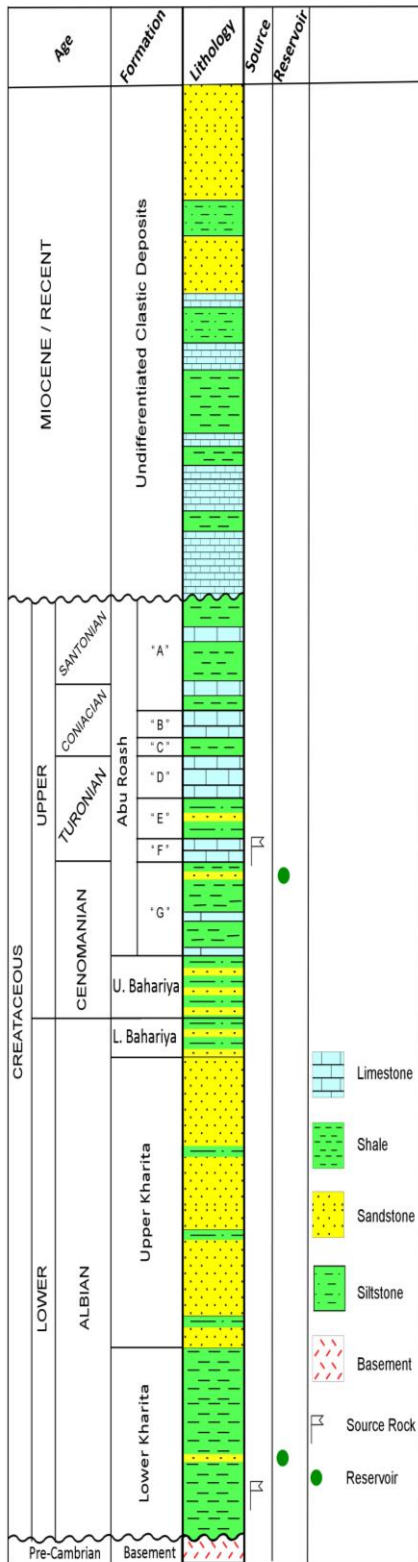 Age
Formation
Lithology
Source
Reservoir
MIOCENE / RECENT
Undifferentiated Clastic Deposits
CREATACEOUS
UPPER
SANTONIAN
CONIACIAN
TURONIAN
CENOMANIAN
Abu Roash
"A"
"B"
"C"
"D"
"E"
"F"
"G"
U. Bahariya
LOWER
ALBIAN
L. Bahariya
Upper Kharita
Lower Kharita
Pre-Cambrian
Basement
Limestone
Shale
Sandstone
Siltstone
Basement
Source Rock
Reservoir